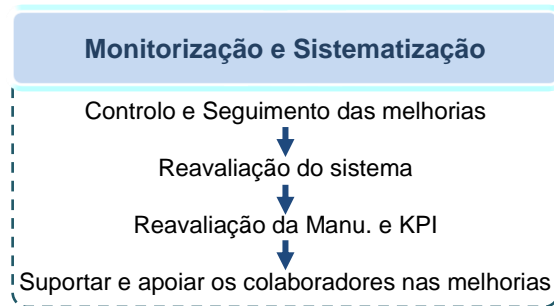 Monitorização e Sistematização
Controlo e Seguimento das melhorias
Reavaliação do sistema
Reavaliação da Manu. e KPI
Suportar e apoiar os colaboradores nas melhorias